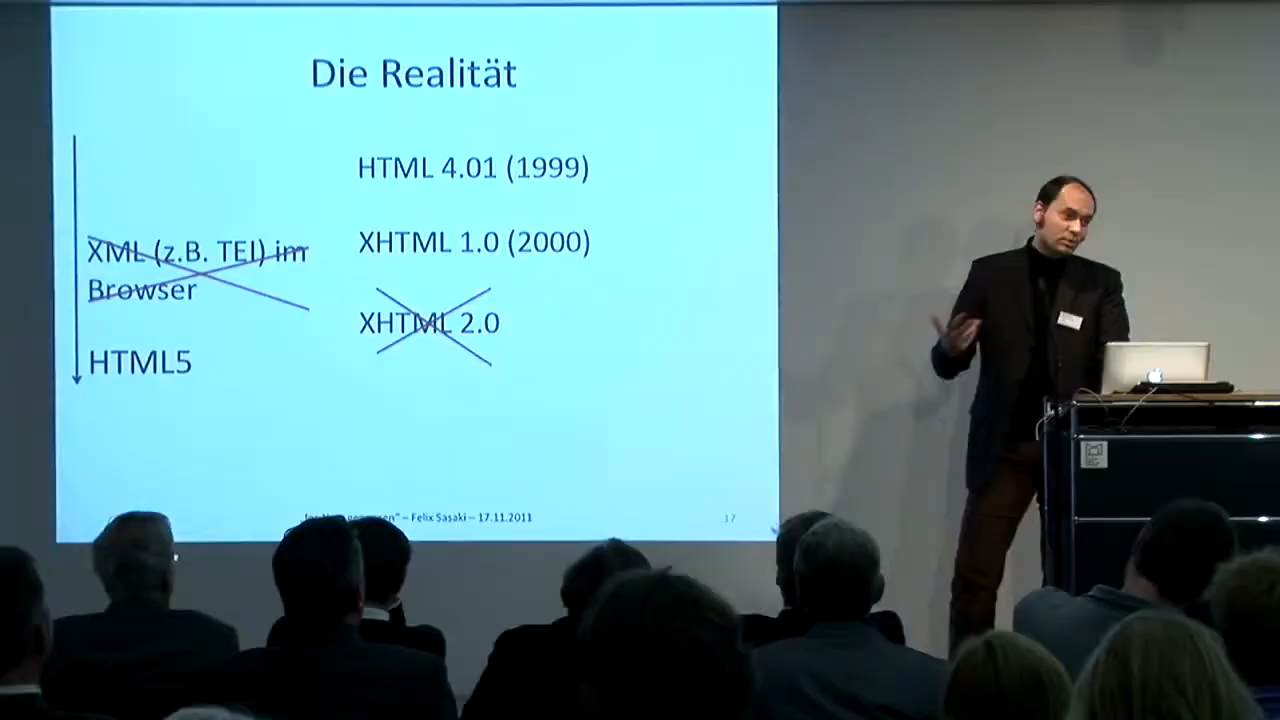 Die Realität
HTML 4.01 (1999)
XML (z.B. TEI) im
Browser
XHTML 1.0 (2000)
XHTML 2.0
HTML5
– Felix Sasaki – 17.11.2011
17